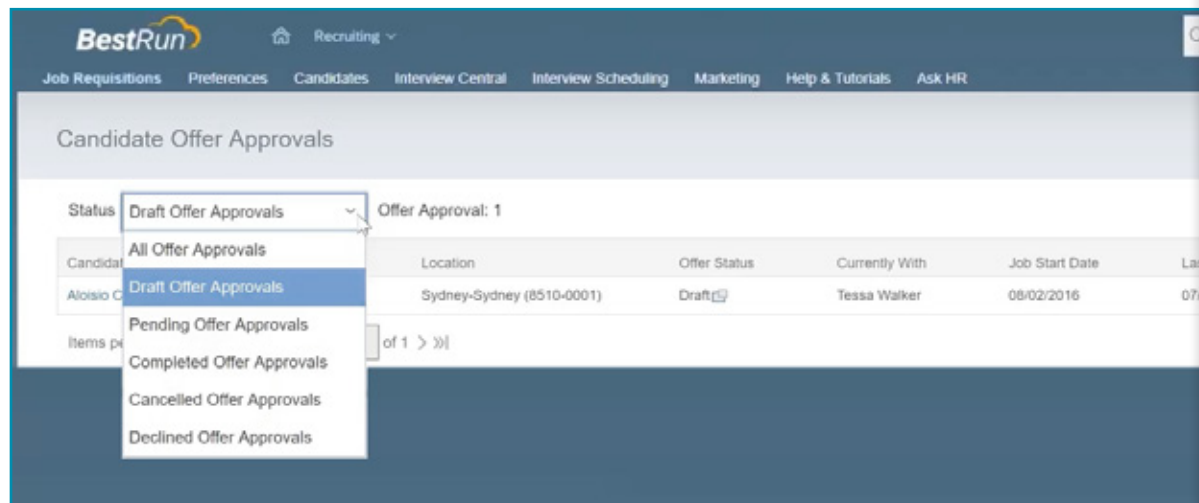 BestRun Recruiting
Job Requisitions Preferences Candidates Interview Central Interview Scheduling Marketing Help & Tutorials Ask HR
Candidate Offer Approvals
Status Draft Offer Approvals Offer Approval: 1
All Offer Approvals
Location Offer Status Currently With Job Start Date
Draft Offer Approvals
Aloisio Sydney-Sydney (8510-0001) Draft Tessa Walker 08/02/2016
Pending Offer Approvals
Items of 1
Completed Offer Approvals
Cancelled Offer Approvals
Declined Offer Approvals